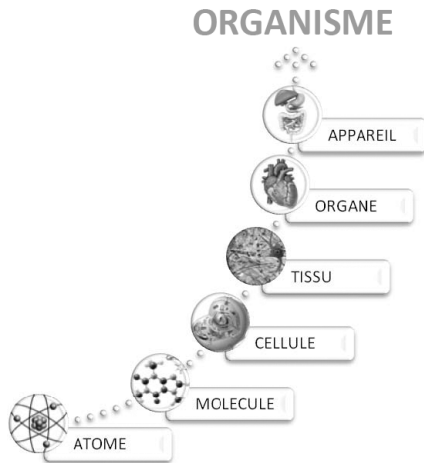 ORGANISME
APPAREIL
ORGANE
TISSU
CELLULE
MOLECULE
ATOME